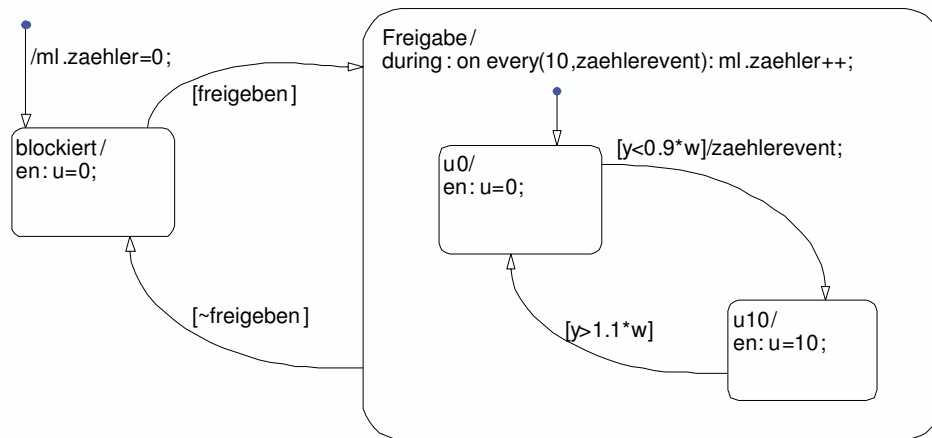 /ml.zaehler=0;
[freigeben]
blockiert/
en: u=0;
[~freigeben]
Freigabe/
during: on every(10,zaehlerevent): ml.zaehler++;
u0/
en: u=0;
[y<0.9*w]/zaehlerevent;
[y>1.1*w]
u10/
en: u=10;